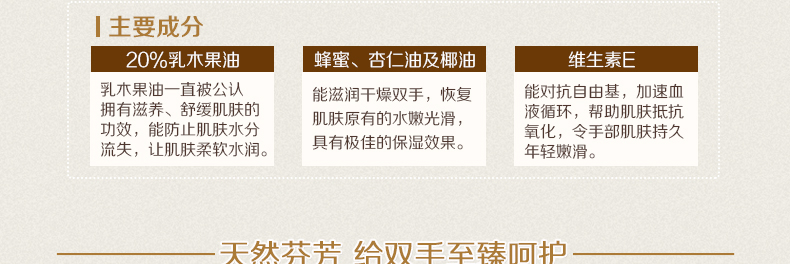 主要成分
20%乳木果油
乳木果油一直被公认
拥有滋养、舒缓肌肤的
功效，能防止肌肤水分
流失，让肌肤柔软水润。
蜂蜜、杏仁油及椰油
能滋润干燥双手，恢复
肌肤原有的水嫩光滑，
具有极佳的保湿效果。
维生素E
能对抗自由基，加速血
液循环，帮助肌肤抵抗
氧化，令手部肌肤持久
年轻嫩滑。
天然芬芳 给双手至臻呵护